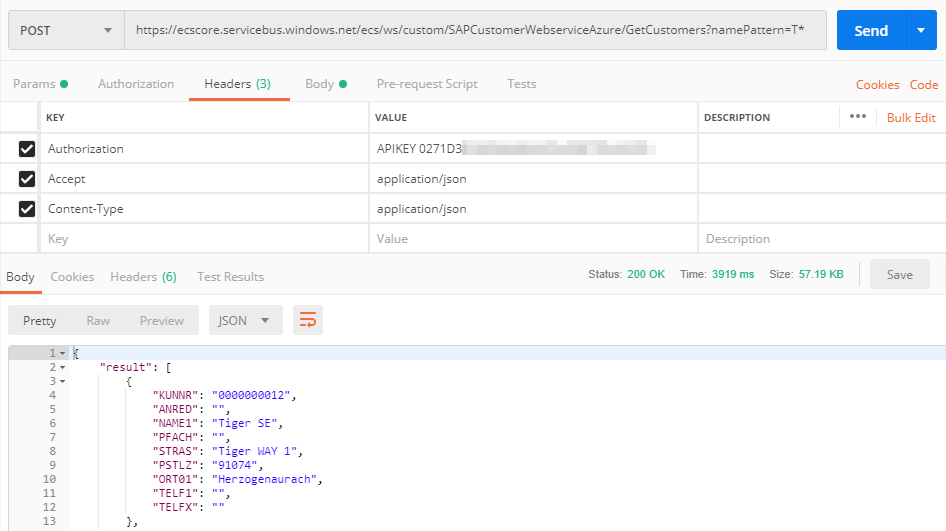 POST https://ecscore.servicebus.windows.net/ecs/ws/custom/SAPCustomerWebserviceAzure/GetCustomers?namePattern=T* Send
Params Authorization Headers (3) Body Pre-request Script Tests Cookies Code
KEY VALUE DESCRIPTION ••• Bulk Edit
Authorization APIKEY 0271D3
Accept application/json
Content-Type application/json
Key Value Description
Body Cookies Headers (6) Test Results Status: 200 OK Time: 3919 ms Size: 57.19 KB Save
Pretty Raw Preview JSON
1 {
2 "result": [
3 {
4 "KUNNR": "0000000012",
5 "ANRED": "",
6 "NAME1": "Tiger SE",
7 "PFACH": "",
8 "STRAS": "Tiger WAY 1",
9 "PSTLZ": "91074",
10 "ORT01": "Herzogenaurach",
11 "TELF1": "",
12 "TELFX": ""
13 },